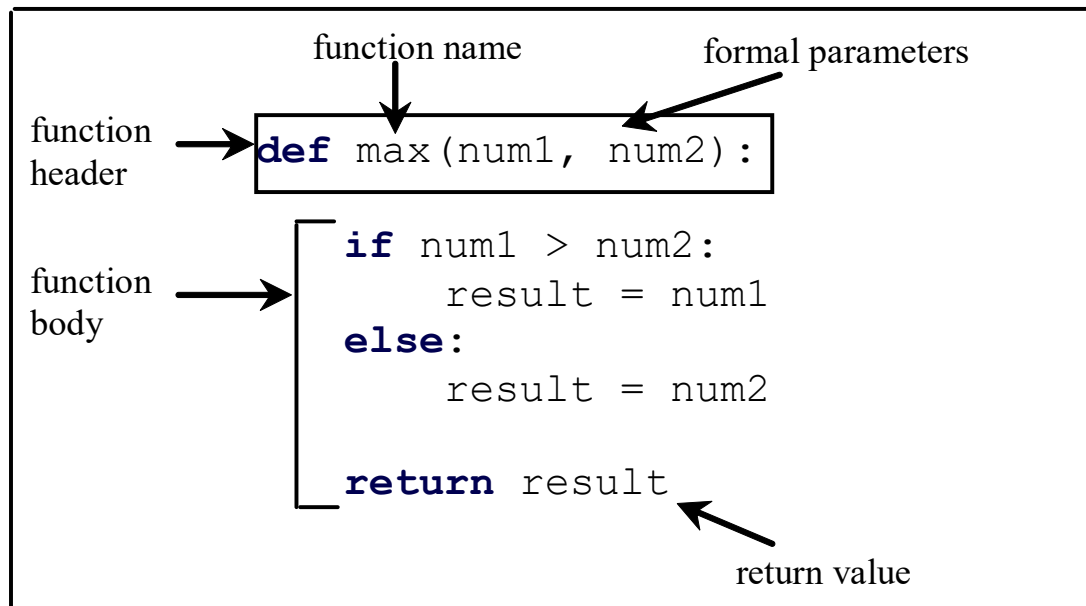 function name
formal parameters
function
header
def max(num1, num2):
if num1 > num2:
result = num1
function
body
else:
result = num2
return result
return value